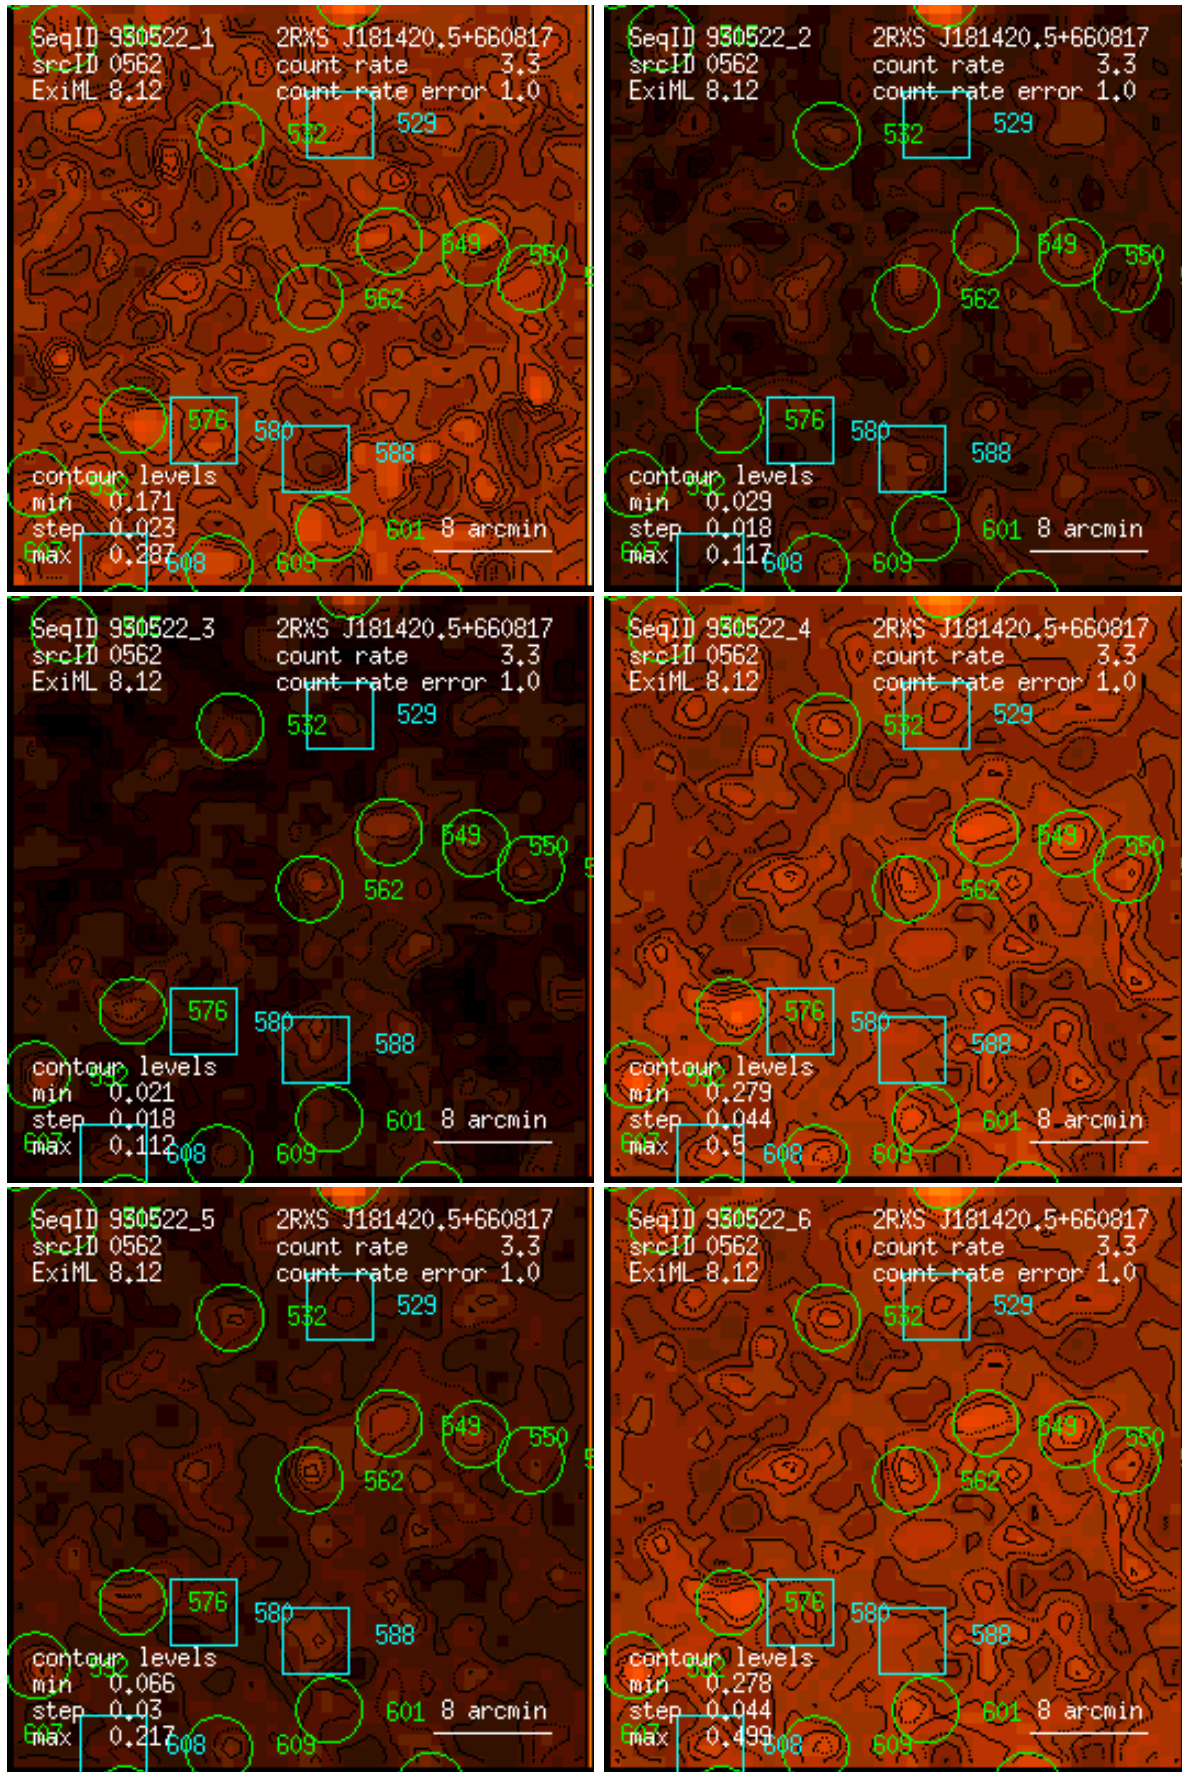 SeqID 930522_1 2RXS J181420.5+660817
srcID 0562 count rate 3.3
ExiML 8.12 count rate error 1.0
532 529
549 550
562
576 580 588
contour levels
min 0.171
step 0.023 601 8 arcmin
max 0.287 608 609
SeqID 930522_2 2RXS J181420.5+660817
srcID 0562 count rate 3.3
ExiML 8.12 count rate error 1.0
532 529
549 550
562
576 580 588
contour levels
min 0.029
step 0.018 601 8 arcmin
607 max 0.117 608 609
SeqID 930522_3 2RXS J181420.5+660817
srcID 0562 count rate 3.3
ExiML 8.12 count rate error 1.0
532 529
549 550
562
576 580 588
contour levels
min 0.021
step 0.018 601 8 arcmin
607 max 0.112 608 609
SeqID 930522_4 2RXS J181420.5+660817
srcID 0562 count rate 3.3
ExiML 8.12 count rate error 1.0
532 529
549 550
562
576 580 588
contour levels
min 0.279
step 0.044 601 8 arcmin
607 max 0.5 608 609
SeqID 930522_5 2RXS J181420.5+660817
srcID 0562 count rate 3.3
ExiML 8.12 count rate error 1.0
532 529
549 550
562
576 580 588
contour levels
min 0.066
step 0.03 601 8 arcmin
607 max 0.217 608 609
SeqID 930522_6 2RXS J181420.5+660817
srcID 0562 count rate 3.3
ExiML 8.12 count rate error 1.0
532 529
549 550
562
576 580 588
contour levels
min 0.278
step 0.044 601 8 arcmin
607 max 0.499 608 609